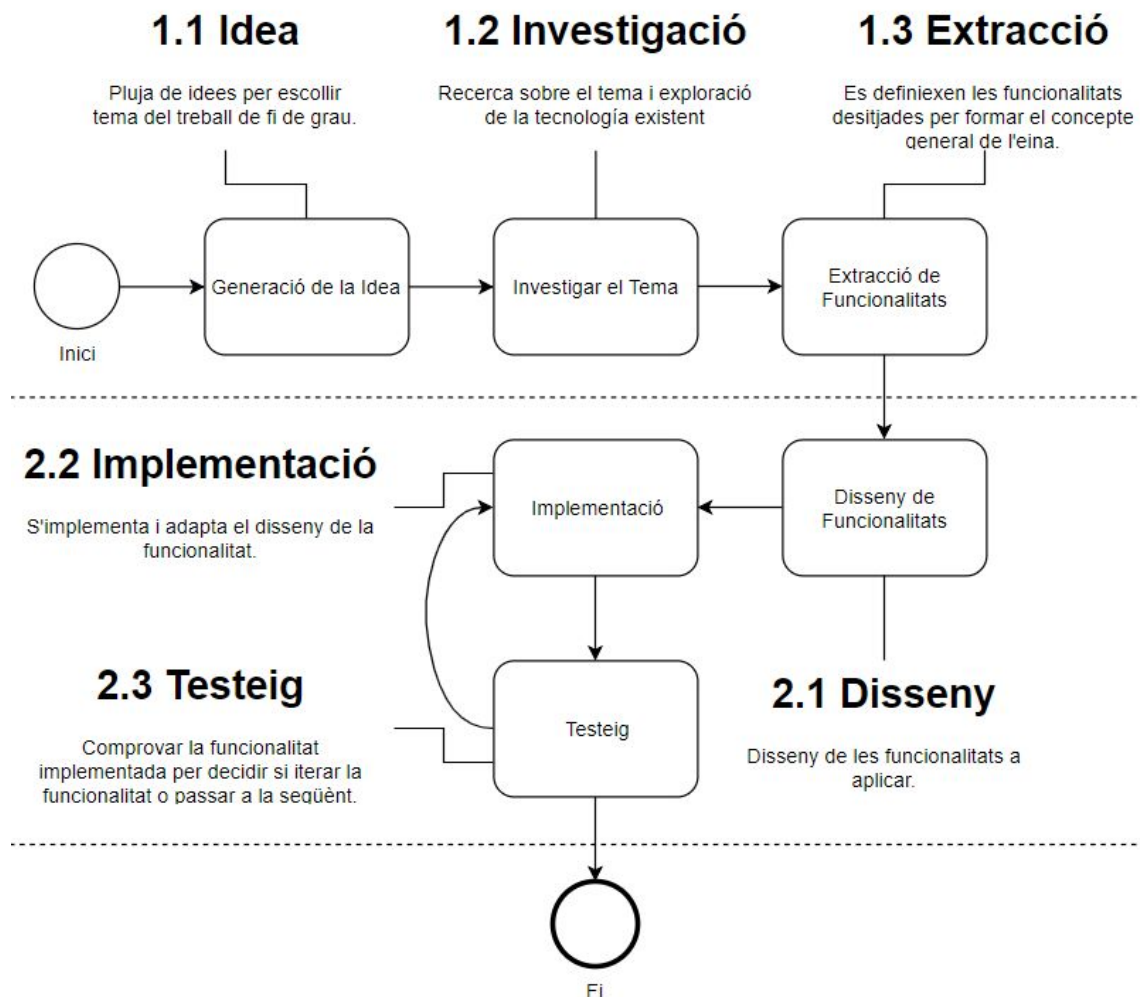 1.1 Idea
Pluja de idees per escollir
tema del treball de fi de grau.
1.2 Investigació
Recerca sobre el tema i exploració
de la tecnología existent
1.3 Extracció
Es definiexen les funcionalitats
desitjades per formar el concepte
general de l'eina.
Inici
Generació de la Idea
Investigar el Tema
Extracció de
Funcionalitats
2.2 Implementació
S'implementa i adapta el disseny de la
funcionalitat.
Implementació
Disseny de
Funcionalitats
2.3 Testeig
Comprovar la funcionalitat
implementada per decidir si iterar la
funcionalitat o passar a la següènt.
Testeig
2.1 Disseny
Disseny de les funcionalitats a
aplicar.
Fi